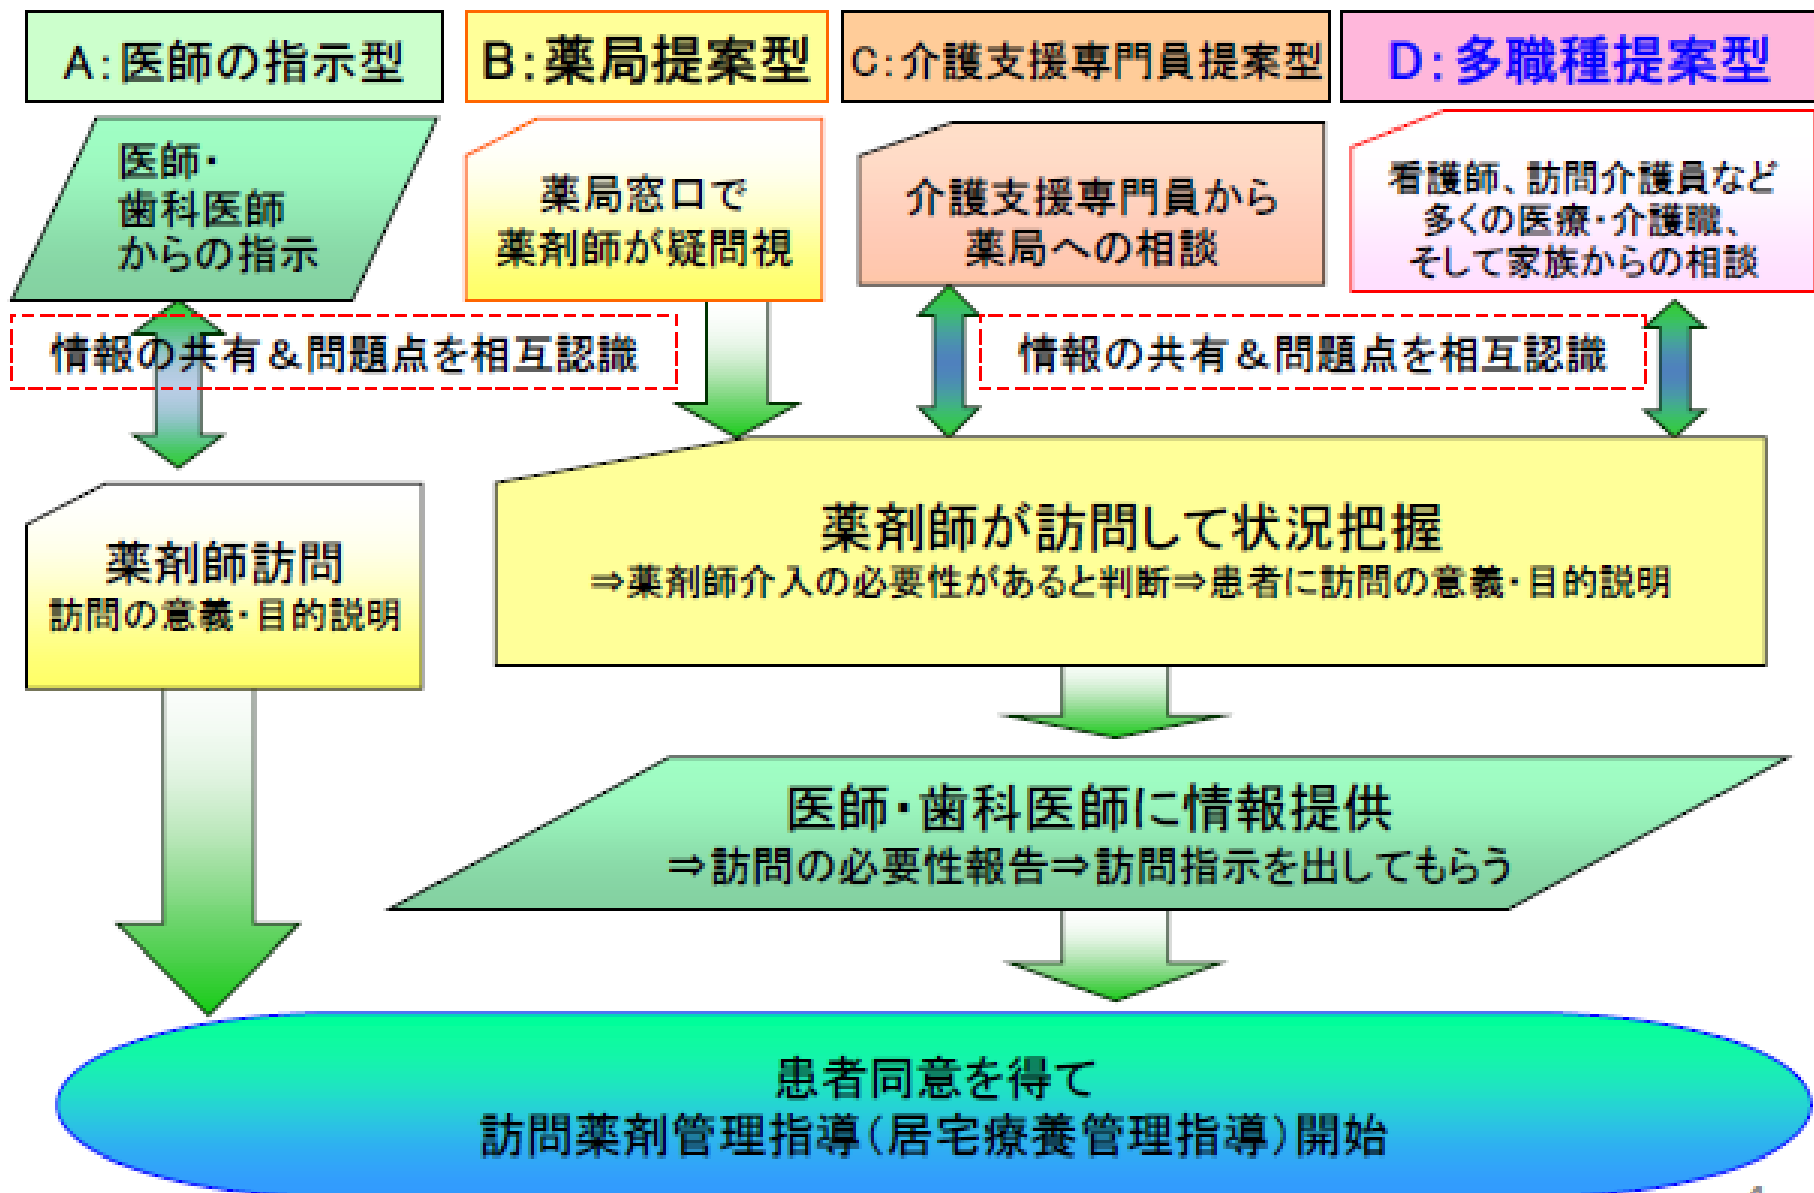 A:医師の指示型
B:薬局提案型
C:介護支援専門員提案型
D:多職種提案型
医師・
歯科医師
からの指示
薬局窓口で
薬剤師が疑問視
介護支援専門員から
薬局への相談
看護師、訪問介護員など
多くの医療・介護職、
そして家族からの相談
情報の共有&問題点を相互認識
情報の共有&問題点を相互認識
薬剤師訪問
訪問の意義・目的説明
薬剤師が訪問して状況把握
⇒薬剤師介入の必要性があると判断⇒患者に訪問の意義・目的説明
医師・歯科医師に情報提供
⇒訪問の必要性報告⇒訪問指示を出してもらう
患者同意を得て
訪問薬剤管理指導(居宅療養管理指導)開始